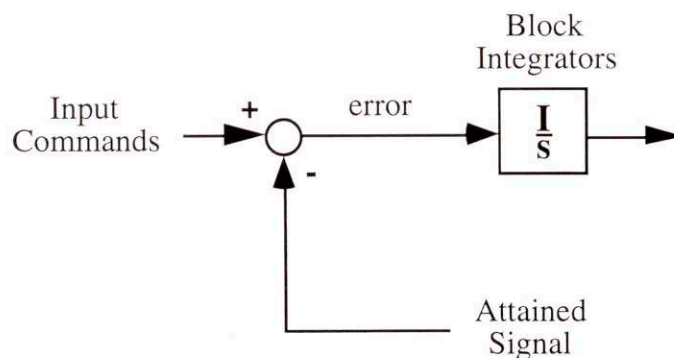 Block
Integrators
Input
Commands
+
error
I
s
-
Attained
Signal